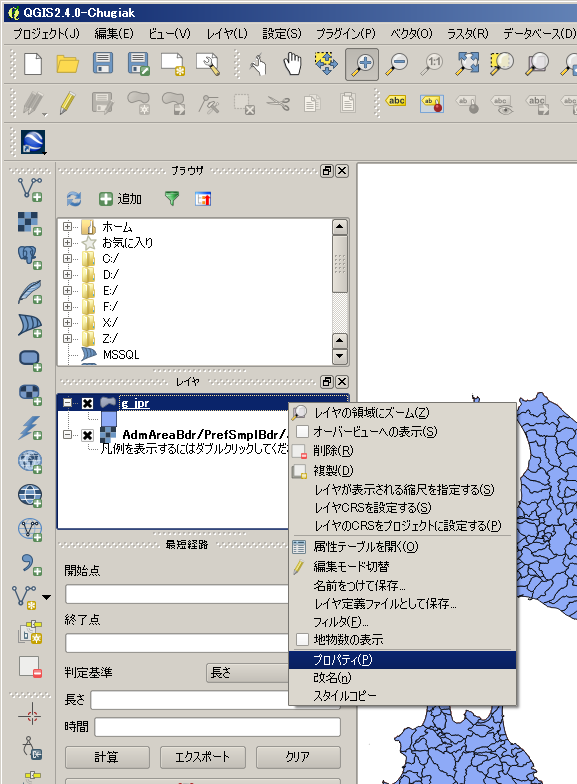 QGIS2.4.0-Chugiak
プロジェクト(J) 編集(E) ビュー(V) レイヤ(L) 設定(S) プラグイン(P) ベクタ(O) ラスタ(R) データベース(D)
1:1
abc ab ab abc abc
ブラウザ
追加
ホーム
お気に入り
C:/
D:/
E:/
F:/
X:/
Z:/
MSSQL
レイヤ
g_jpr
AdmAreaBdr/PrefSmplBdr/
凡例を表示するにはダブルクリックしてくだ
レイヤの領域にズーム(Z)
オーバービューへの表示(S)
削除(R)
複製(D)
レイヤが表示される縮尺を指定する(S)
レイヤCRSを設定する(S)
レイヤのCRSをプロジェクトに設定する(P)
属性テーブルを開く(O)
編集モード切替
名前をつけて保存...
レイヤ定義ファイルとして保存...
フィルタ(F)...
地物数の表示
プロパティ(P)
改名(n)
スタイルコピー
最短経路
開始点
終了点
判定基準 長さ
長さ
時間
計算 エクスポート クリア